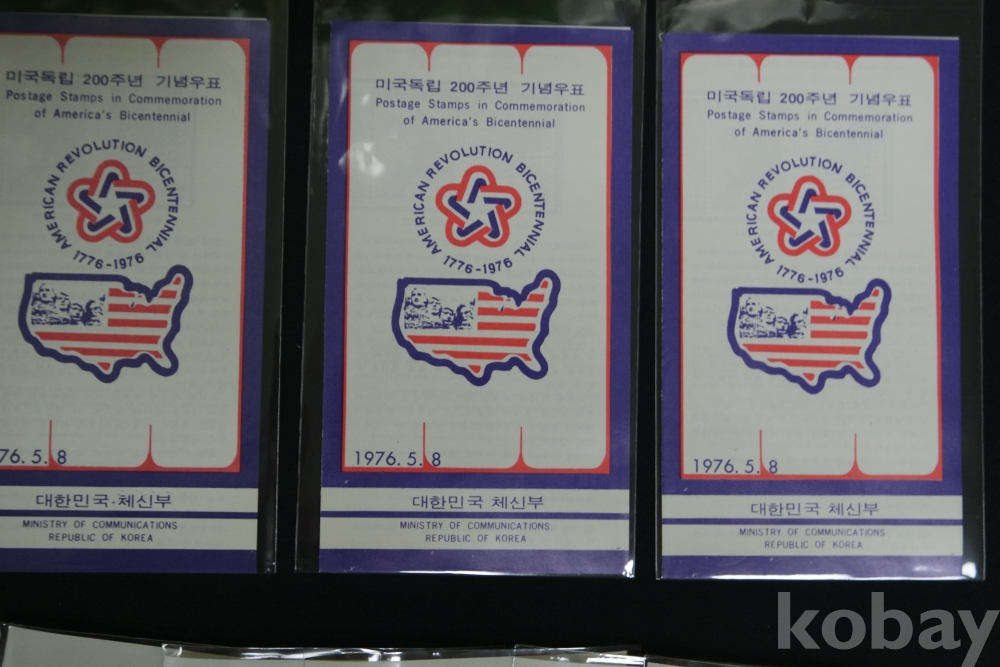 미국독립 200주년 기념우표
Postage Stamps in Commemoration
of America's Bicentennial
AMERICAN REVOLUTION BICENTENNIAL
1776-1976
76. 5. 8
대한민국·체신부
MINISTRY OF COMMUNICATIONS
REPUBLIC OF KOREA
미국독립 200주년 기념우표
Postage Stamps in Commemoration
of America's Bicentennial
AMERICAN REVOLUTION BICENTENNIAL
1776-1976
1976. 5. 8
대한민국 체신부
MINISTRY OF COMMUNICATIONS
REPUBLIC OF KOREA
미국독립 200주년 기념우표
Postage Stamps in Commemoration
of America's Bicentennial
AMERICAN REVOLUTION BICENTENNIAL
1776-1976
1976. 5. 8
대한민국 체신부
MINISTRY OF COMMUNICATIONS
REPUBLIC OF KOREA
kobay